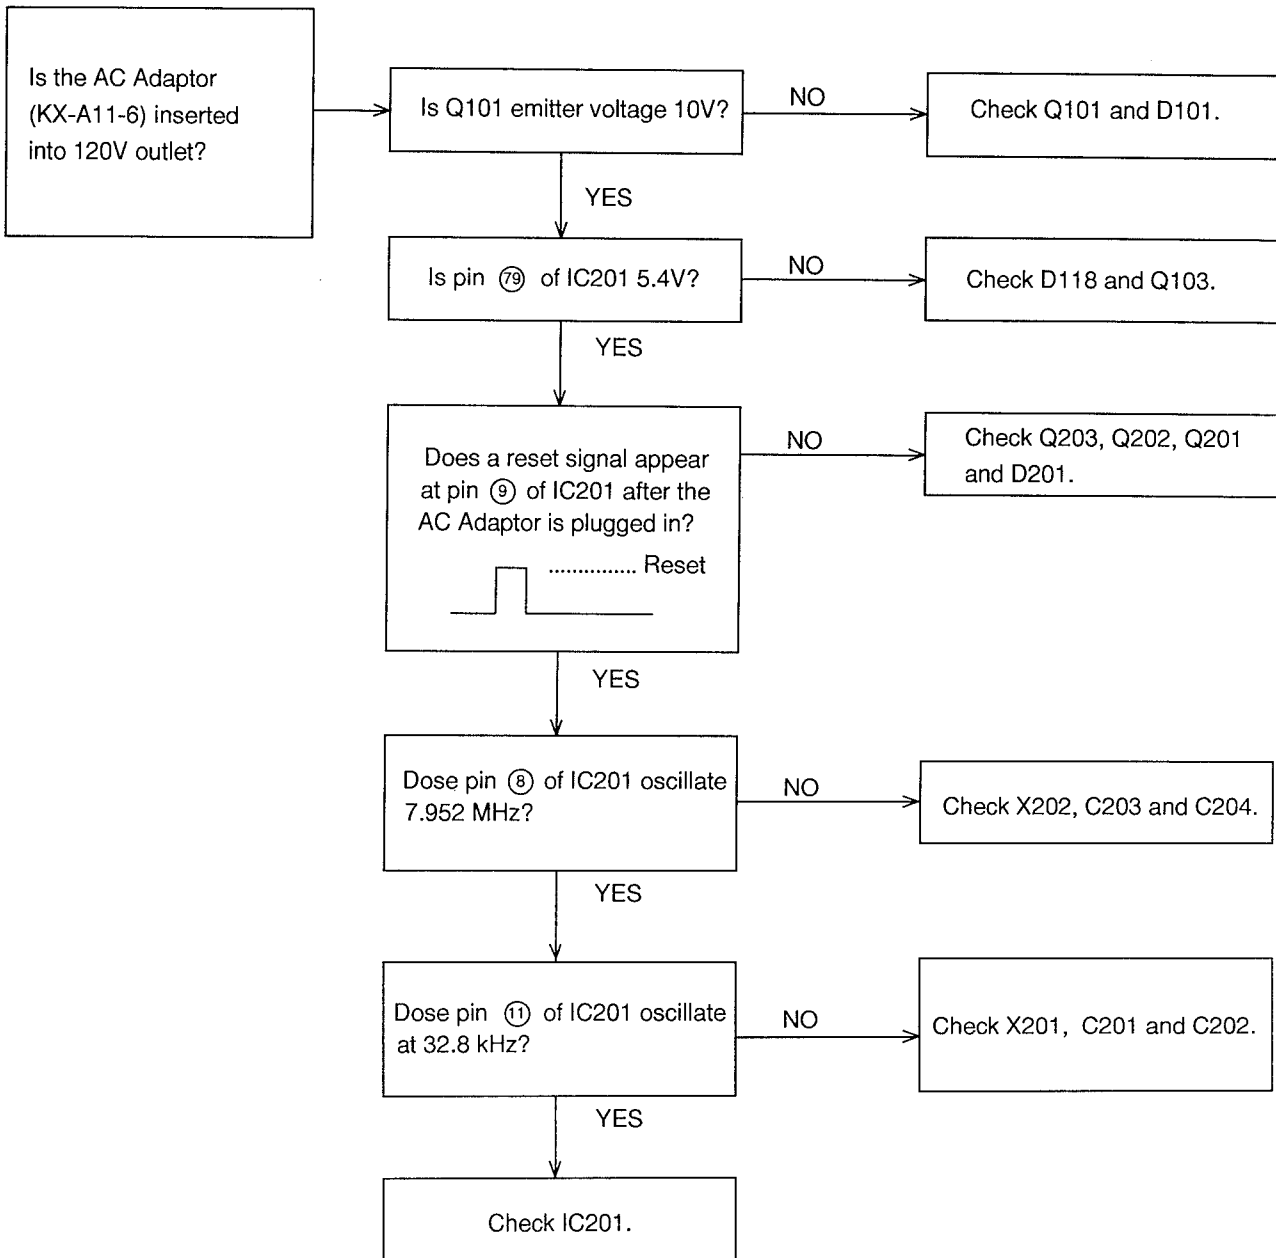 Is the AC Adaptor
(KX-A11-6) inserted
into 120V outlet?
Is Q101 emitter voltage 10V?
NO
Check Q101 and D101.
YES
Is pin 79 of IC201 5.4V?
NO
Check D118 and Q103.
YES
Does a reset signal appear
at pin 9 of IC201 after the
AC Adaptor is plugged in?
............... Reset
NO
Check Q203, Q202, Q201
and D201.
YES
Dose pin 8 of IC201 oscillate
7.952 MHz?
NO
Check X202, C203 and C204.
YES
Dose pin 11 of IC201 oscillate
at 32.8 kHz?
NO
Check X201, C201 and C202.
YES
Check IC201.